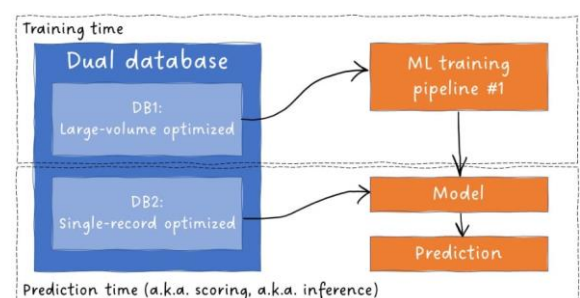 Training time
Dual database
DB1:
Large-volume optimized
ML training
pipeline #1
DB2:
Single-record optimized
Model
Prediction
Prediction time (a.k.a. scoring, a.k.a. inference)